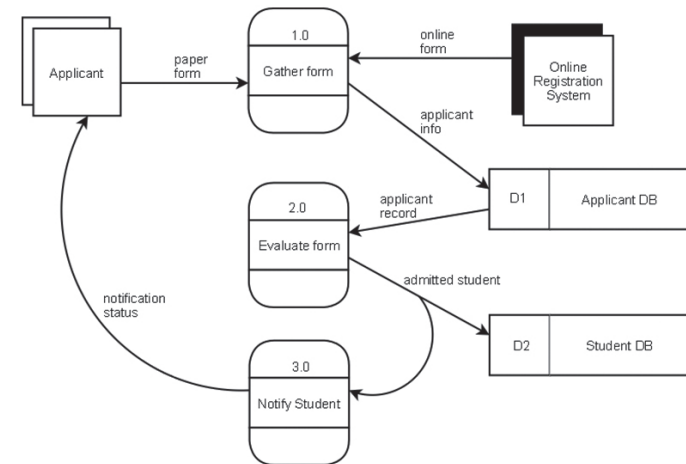 1.0
paper
form
online
form
Applicant
Gather form
Online
Registration
System
applicant
info
D1
Applicant DB
applicant
record
2.0
Evaluate form
admitted student
notification
status
D2
Student DB
3.0
Notify Student